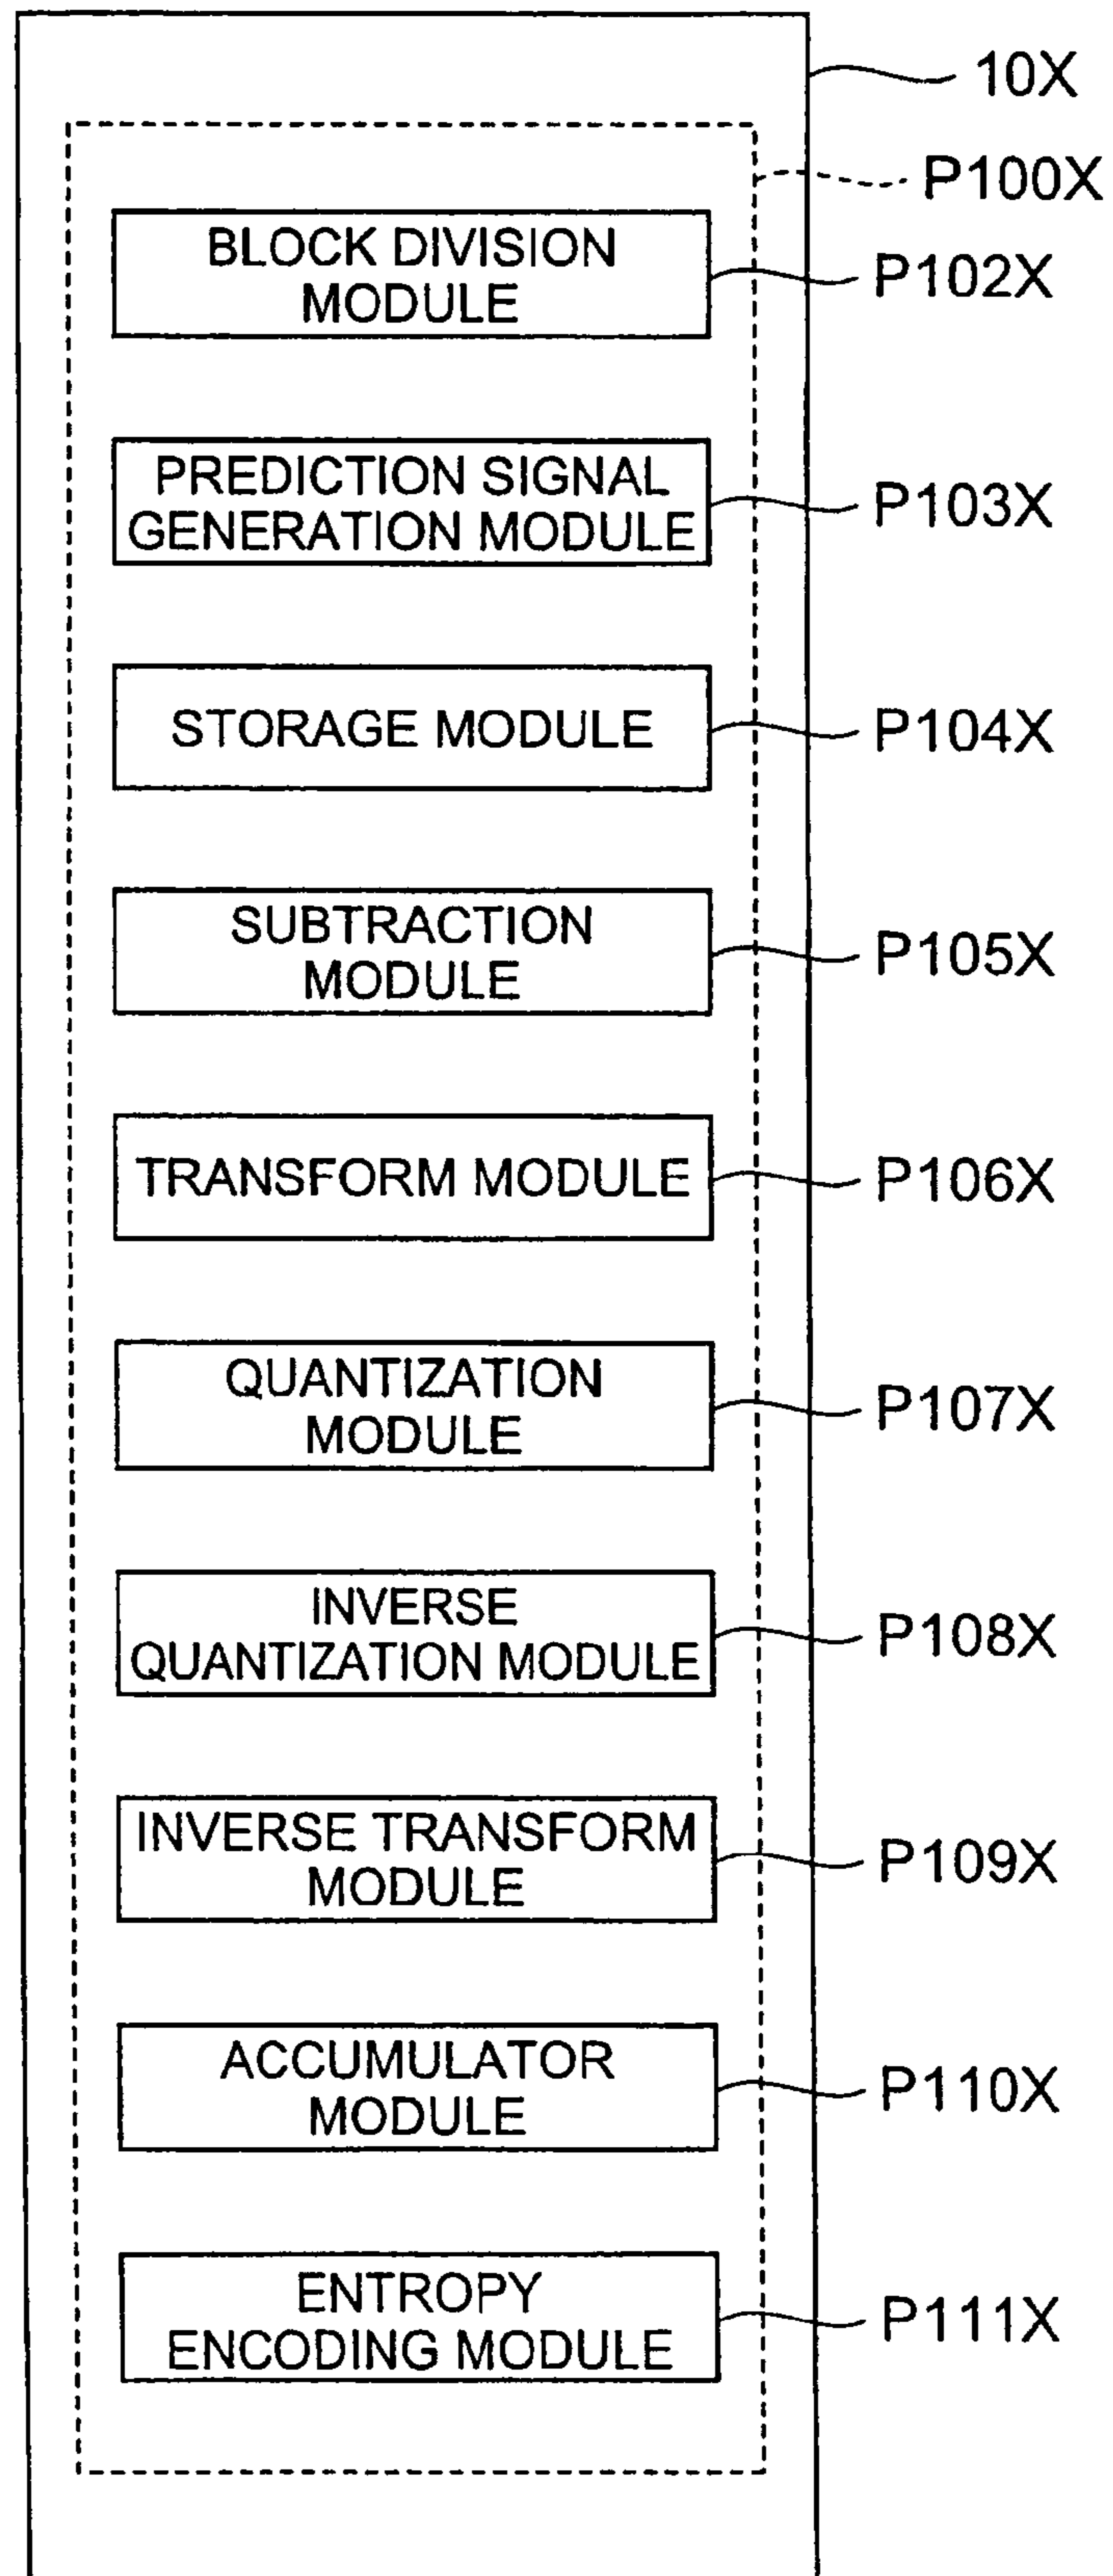 10X
P100X
BLOCK DIVISION
MODULE
P102X
PREDICTION SIGNAL
GENERATION MODULE
P103X
STORAGE MODULE
P104X
SUBTRACTION
MODULE
P105X
TRANSFORM MODULE
P106X
QUANTIZATION
MODULE
P107X
INVERSE
QUANTIZATION MODULE
P108X
INVERSE TRANSFORM
MODULE
P109X
ACCUMULATOR
MODULE
P110X
ENTROPY
ENCODING MODULE
P111X